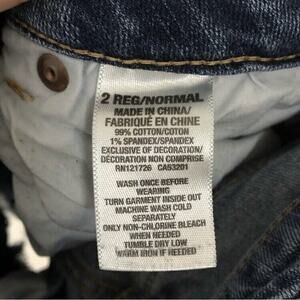 2 REG/NORMAL
MADE IN CHINA/
FABRIQUÉ EN CHINE
99% COTTON/COTON
1% SPANDEX/SPANDEX
EXCLUSIVE OF DECORATION/
DÉCORATION NON COMPRISE
RN121726 CA53201
WASH ONCE BEFORE
WEARING
TURN GARMENT INSIDE OUT
MACHINE WASH COLD
SEPARATELY
ONLY NON-CHLORINE BLEACH
WHEN NEEDED
TUMBLE DRY LOW
WARM IRON IF NEEDED